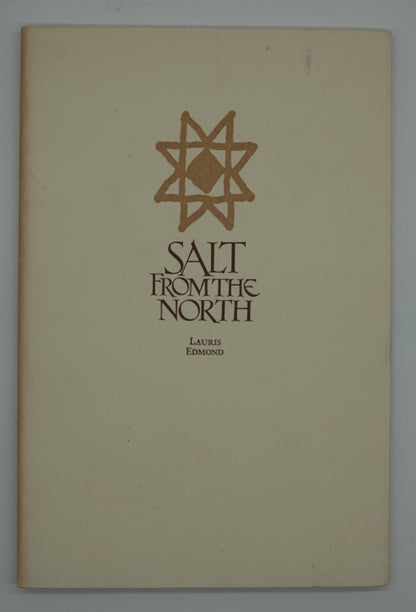 SALT
FROM THE
NORTH
LAURIS
EDMOND